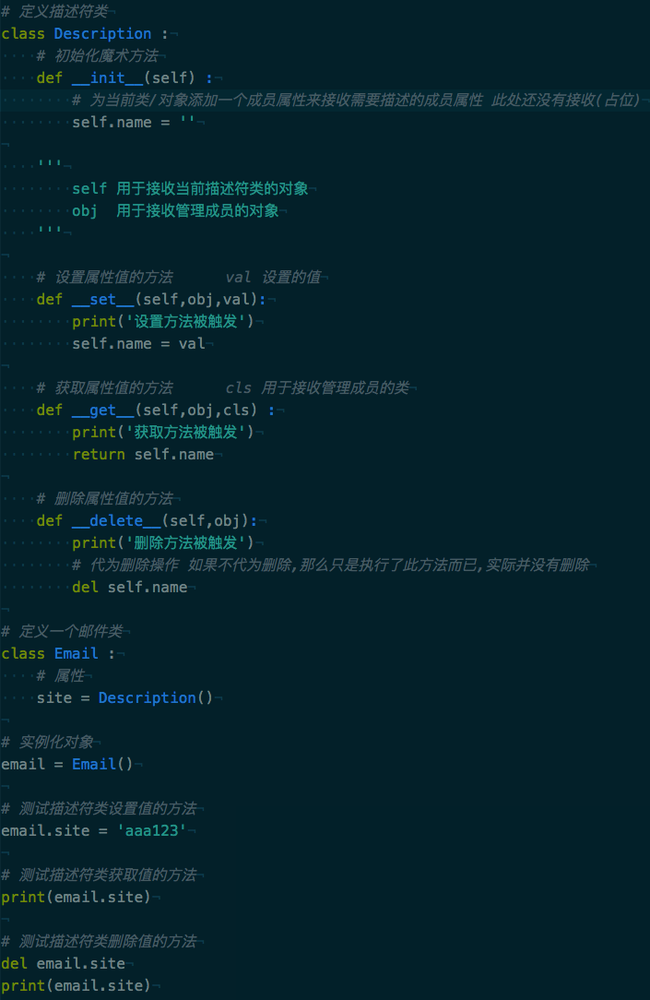 # 定义描述符类
class Description :
    # 初始化魔术方法
    def __init__(self) :
        # 为当前类/对象添加一个成员属性来接收需要描述的成员属性 此处还没有接收(占位)
        self.name = ''
    '''
        self 用于接收当前描述符类的对象
        obj  用于接收管理成员的对象
    '''
    # 设置属性值的方法      val 设置的值
    def __set__(self,obj,val):
        print('设置方法被触发')
        self.name = val
    # 获取属性值的方法      cls 用于接收管理成员的类
    def __get__(self,obj,cls) :
        print('获取方法被触发')
        return self.name
    # 删除属性值的方法
    def __delete__(self,obj):
        print('删除方法被触发')
        # 代为删除操作 如果不代为删除,那么只是执行了此方法而已,实际并没有删除
        del self.name
# 定义一个邮件类
class Email :
    # 属性
    site = Description()
# 实例化对象
email = Email()
# 测试描述符类设置值的方法
email.site = 'aaa123'
# 测试描述符类获取值的方法
print(email.site)
# 测试描述符类删除值的方法
del email.site
print(email.site)